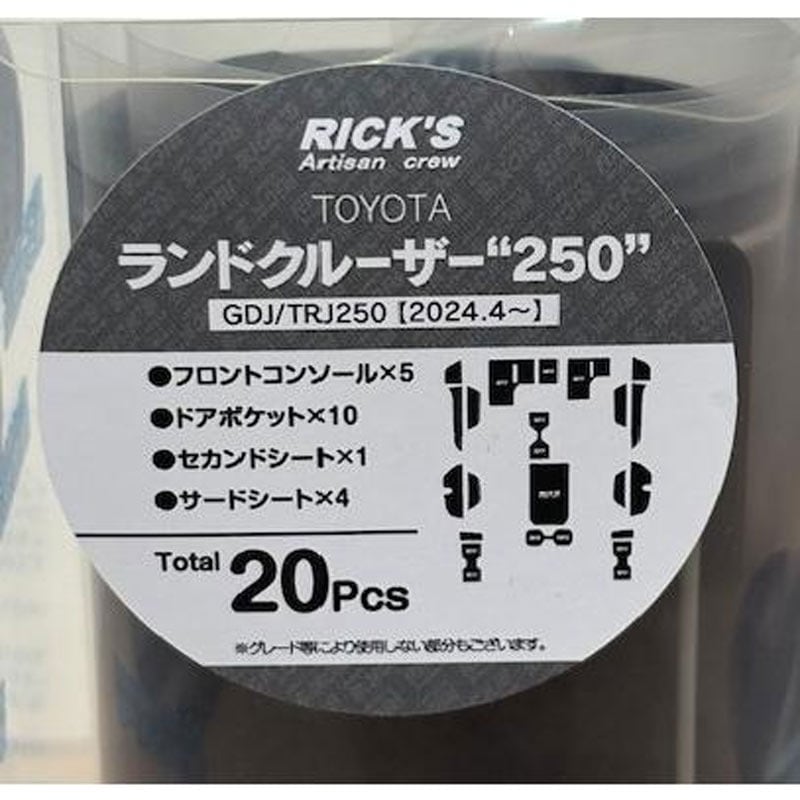 RICK'S
Artisan crew
TOYOTA
ランドクルーザー“250”
GDJ/TRJ250【2024.4〜】
●フロントコンソール×5
●ドアポケット×10
●セカンドシート×1
●サードシート×4
Total 20Pcs
※グレード等により使用しない部分もございます。